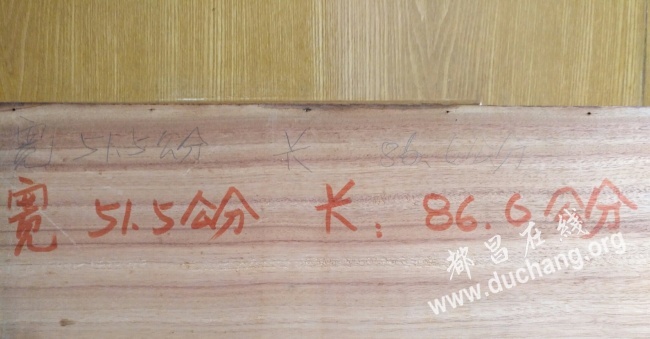 宽 51.5公分 长 86.6公分
宽 51.5公分 长：86.6公分
都昌在线
www.duchang.org